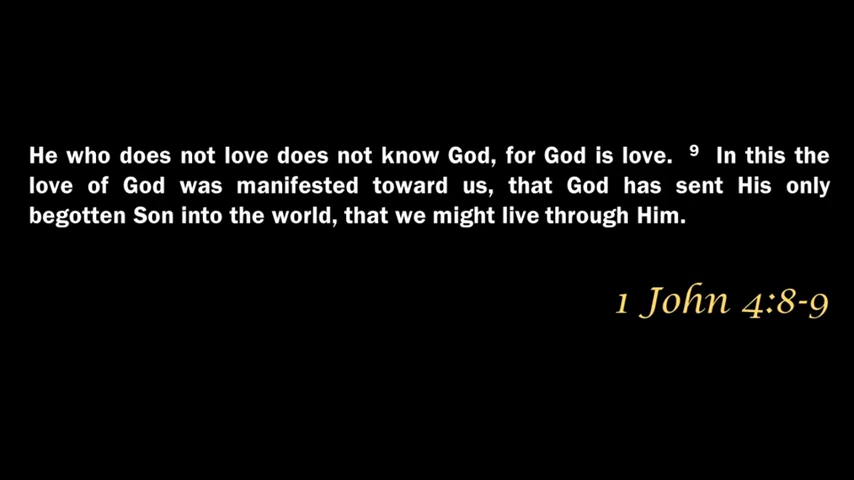 He who does not love does not know God, for God is love. ⁹ In this the
love of God was manifested toward us, that God has sent His only
begotten Son into the world, that we might live through Him.
1 John 4:8-9